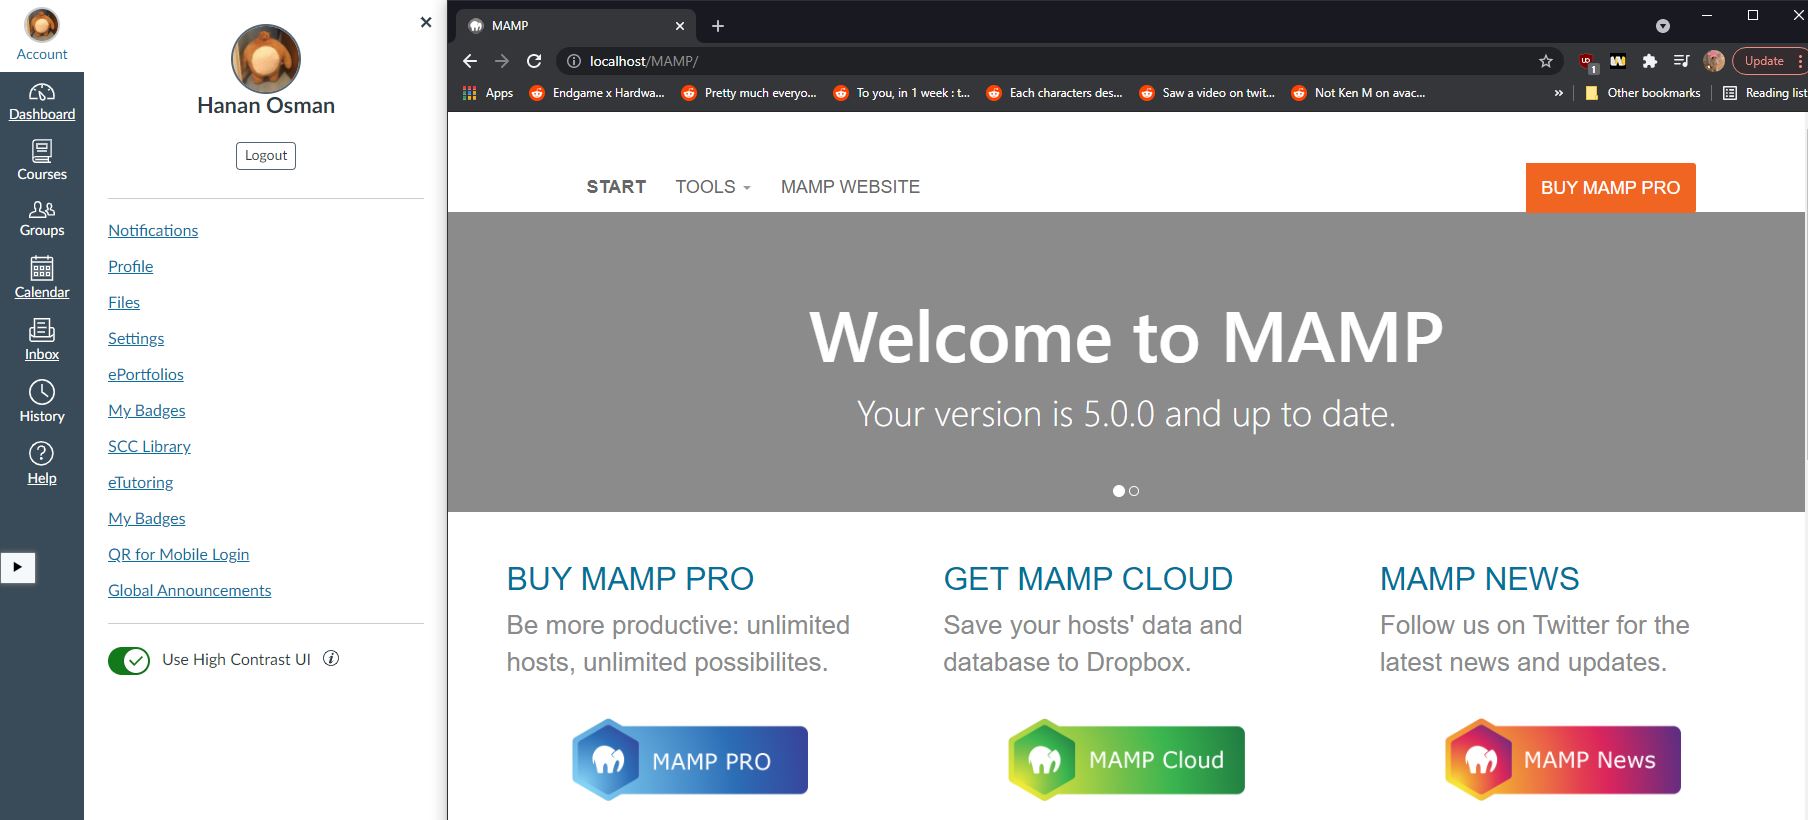 Account
Dashboard
Courses
Groups
Calendar
Inbox
History
Help
Hanan Osman
Logout
Notifications
Profile
Files
Settings
ePortfolios
My Badges
SCC Library
eTutoring
My Badges
QR for Mobile Login
Global Announcements
Use High Contrast UI
MAMP
localhost/MAMP/
1
Update
Apps
Endgame x Hardwa...
Pretty much everyo...
To you, in 1 week : t...
Each characters des...
Saw a video on twit...
Not Ken M on avac...
»
Other bookmarks
Reading list
START TOOLS MAMP WEBSITE
BUY MAMP PRO
Welcome to MAMP
Your version is 5.0.0 and up to date.
BUY MAMP PRO
Be more productive: unlimited
hosts, unlimited possibilites.
MAMP PRO
GET MAMP CLOUD
Save your hosts' data and
database to Dropbox.
MAMP Cloud
MAMP NEWS
Follow us on Twitter for the
latest news and updates.
MAMP News